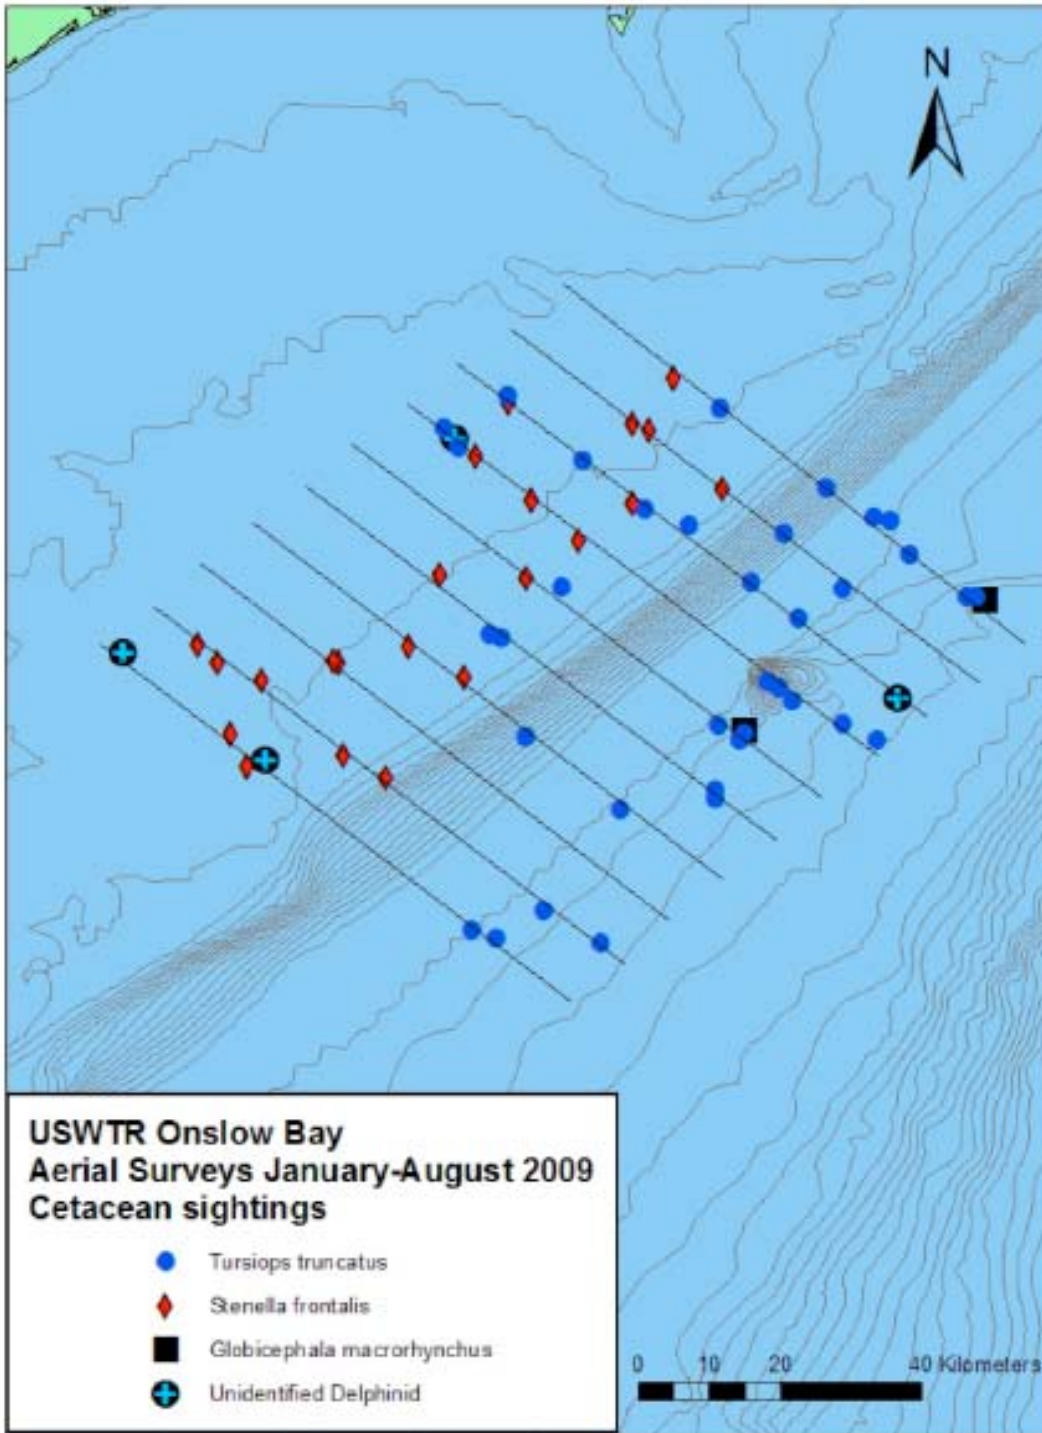 N
USWTR Onslow Bay
Aerial Surveys January-August 2009
Cetacean sightings
Tursiops truncatus
Stenella frontalis
Globicephala macrorhynchus
Unidentified Delphinid
0 10 20 40 Kilometers